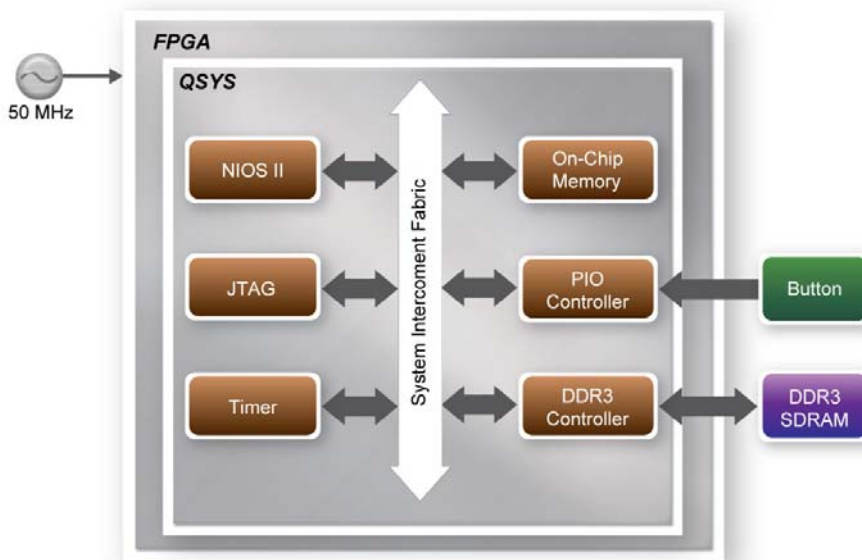 FPGA
QSYS
50 MHz
NIOS II
On-Chip
Memory
System Intercoment Fabric
JTAG
PIO
Controller
Button
Timer
DDR3
Controller
DDR3
SDRAM